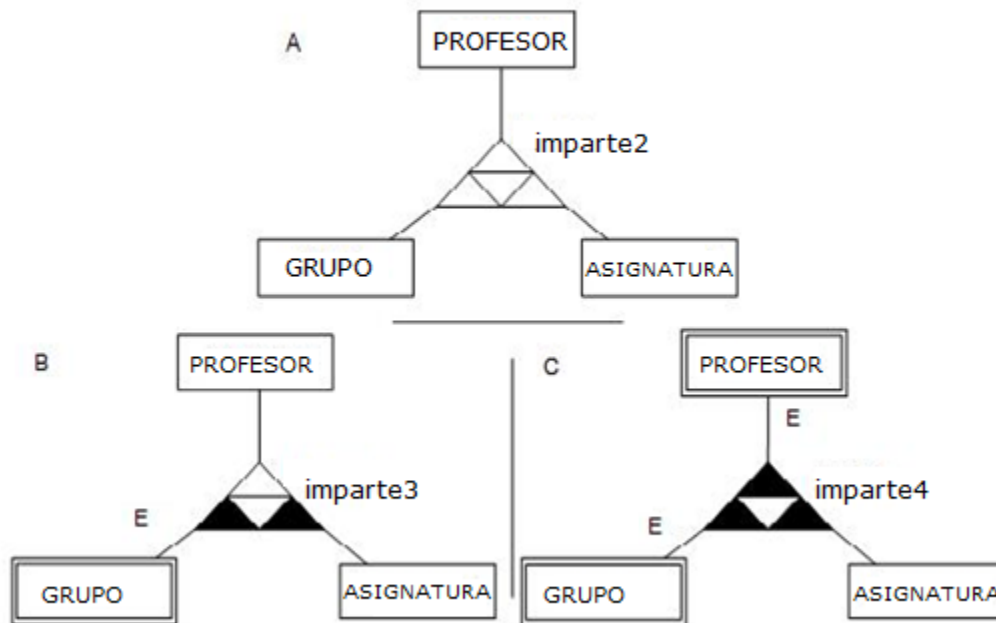 A
PROFESOR
imparte2
GRUPO
ASIGNATURA
B
PROFESOR
imparte3
E
GRUPO
ASIGNATURA
C
PROFESOR
E
imparte4
E
GRUPO
ASIGNATURA